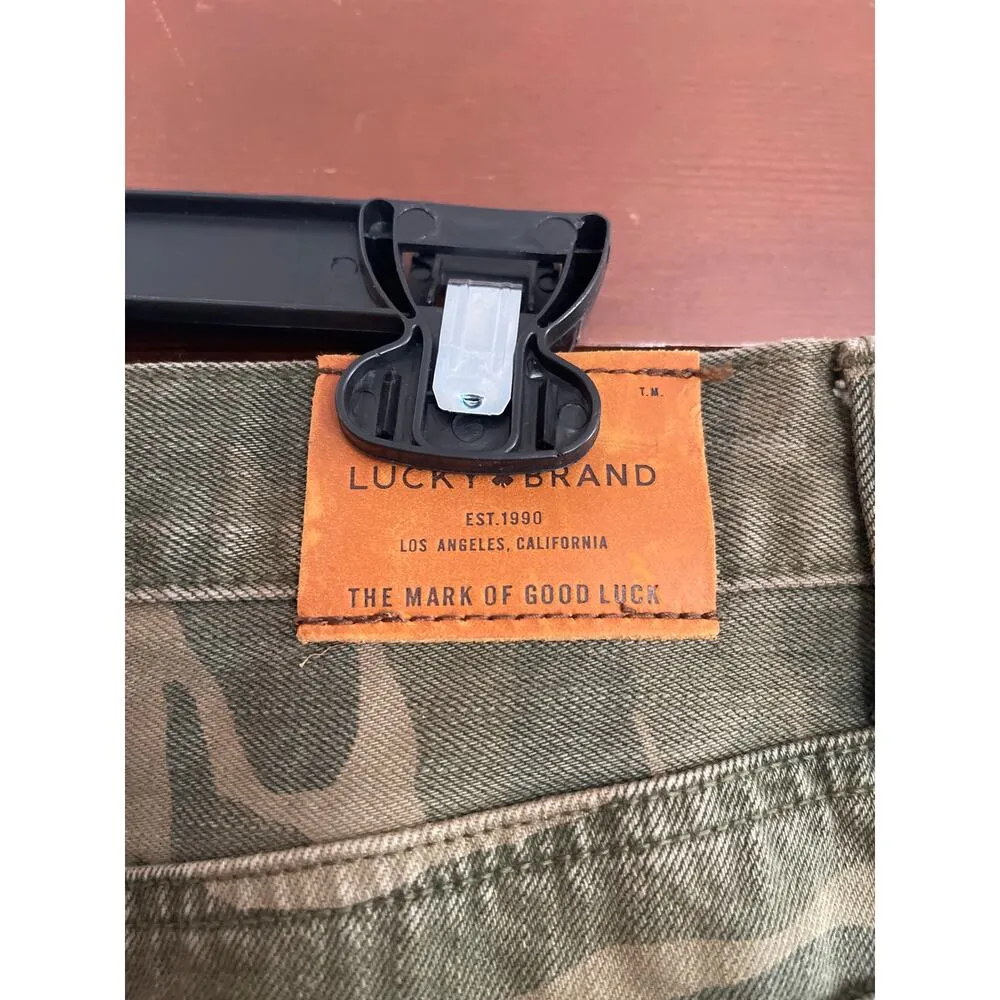 T.M.
LUCKY BRAND
EST.1990
LOS ANGELES, CALIFORNIA
THE MARK OF GOOD LUCK